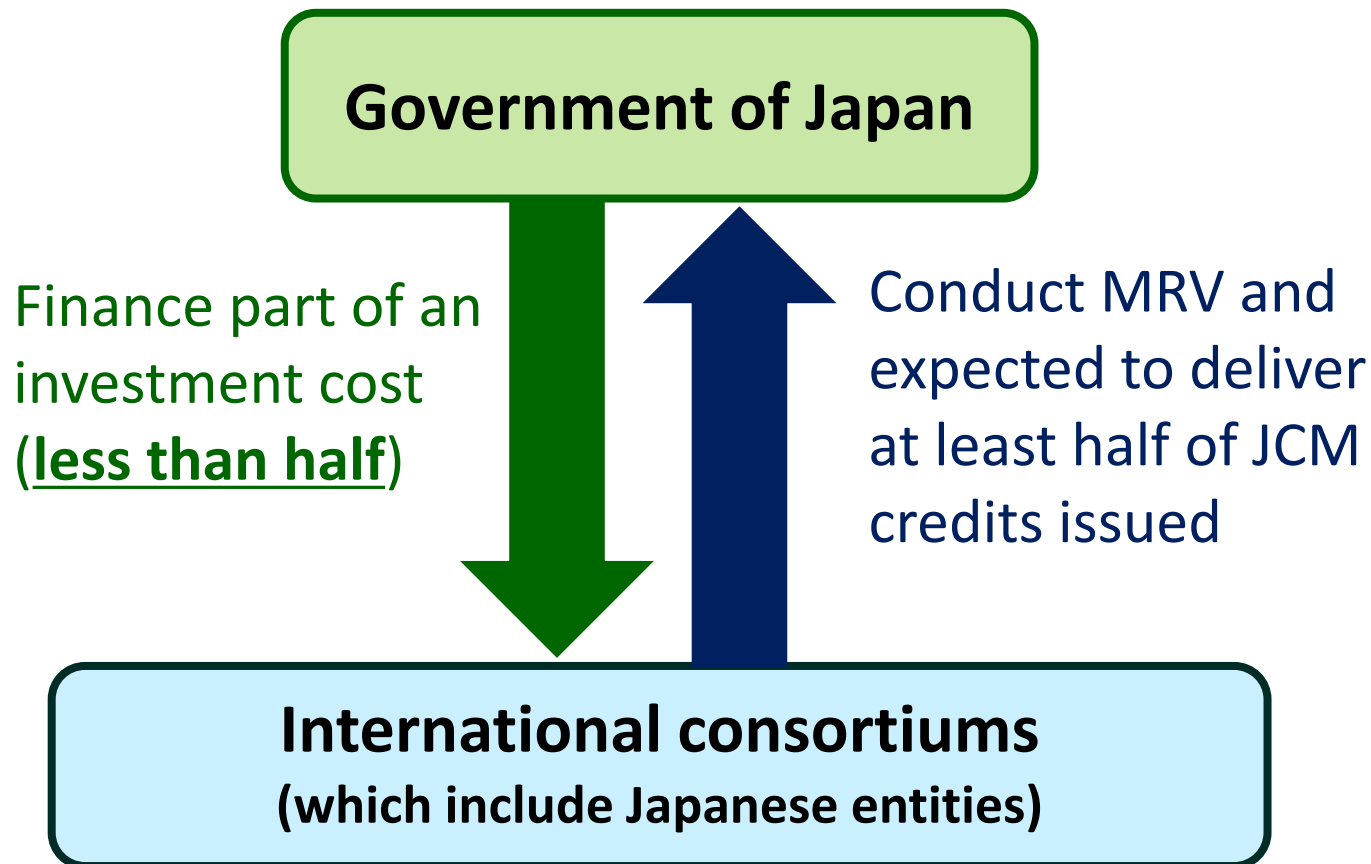 Government of Japan
Finance part of an
investment cost
(less than half)
Conduct MRV and
expected to deliver
at least half of JCM
credits issued
International consortiums
(which include Japanese entities)